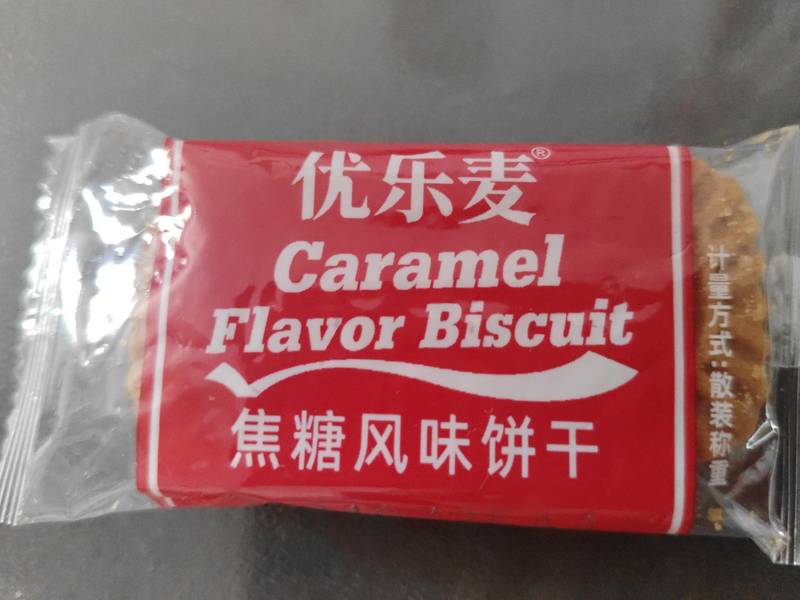 优乐麦®
Caramel
Flavor Biscuit
焦糖风味饼干
计量方式:散装称重